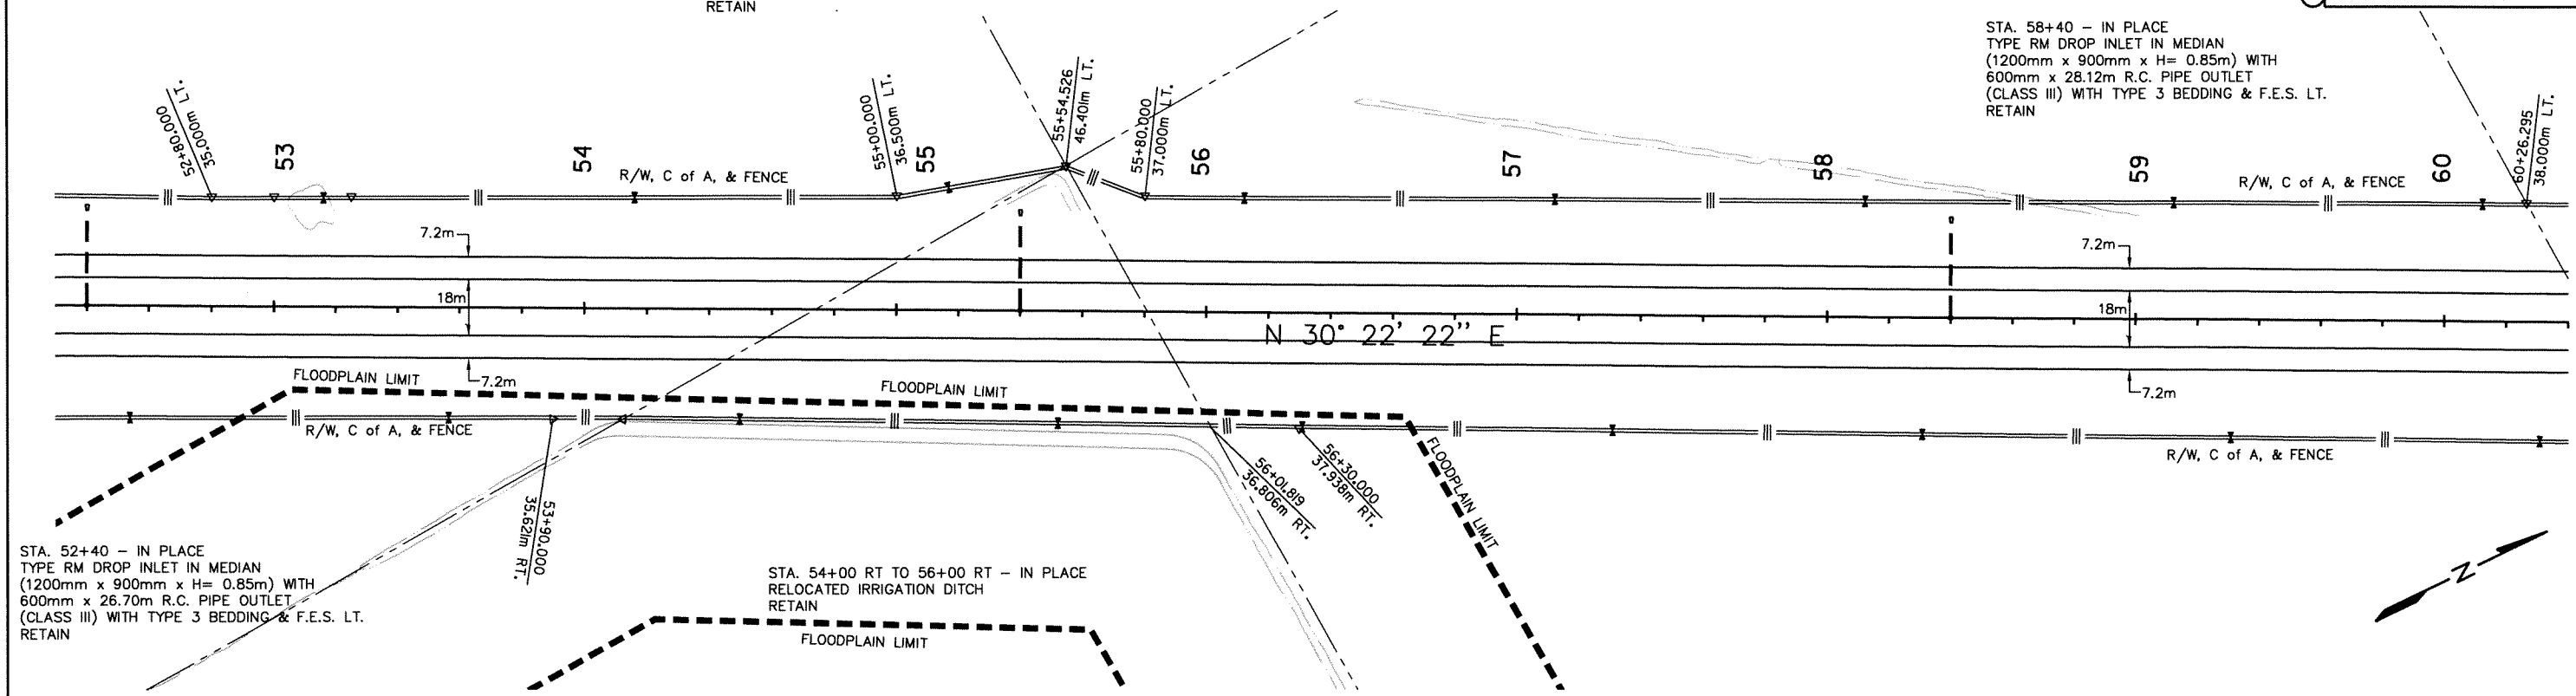 RETAIN
STA. 58+40 - IN PLACE
TYPE RM DROP INLET IN MEDIAN
(1200mm x 900mm x H= 0.85m) WITH
600mm x 28.12m R.C. PIPE OUTLET
(CLASS III) WITH TYPE 3 BEDDING & F.E.S. LT.
RETAIN
52+80.000
35.000m LT.
53
54
R/W, C of A, & FENCE
55+00.000
36.500m LT.
55
55+54.526
46.401m LT.
55+80.000
37.000m LT.
56
57
58
59
R/W, C of A, & FENCE
60
60+26.295
38.000m LT.
7.2m
7.2m
18m
18m
N 30° 22' 22" E
7.2m
7.2m
FLOODPLAIN LIMIT
FLOODPLAIN LIMIT
R/W, C of A, & FENCE
53+90.000
35.621m RT.
56+01.819
36.806m RT.
56+30.000
37.938m RT.
FLOODPLAIN LIMIT
R/W, C of A, & FENCE
STA. 52+40 - IN PLACE
TYPE RM DROP INLET IN MEDIAN
(1200mm x 900mm x H= 0.85m) WITH
600mm x 26.70m R.C. PIPE OUTLET
(CLASS III) WITH TYPE 3 BEDDING & F.E.S. LT.
RETAIN
STA. 54+00 RT TO 56+00 RT - IN PLACE
RELOCATED IRRIGATION DITCH
RETAIN
FLOODPLAIN LIMIT
N